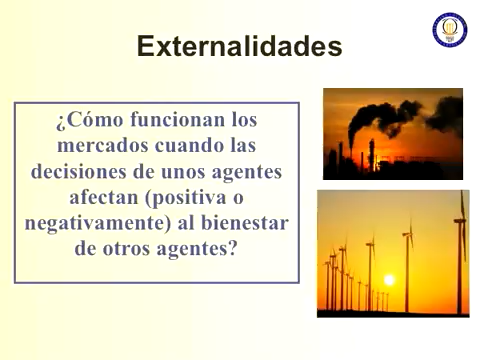 Externalidades
¿Cómo funcionan los
mercados cuando las
decisiones de unos agentes
afectan (positiva o
negativamente) al bienestar
de otros agentes?